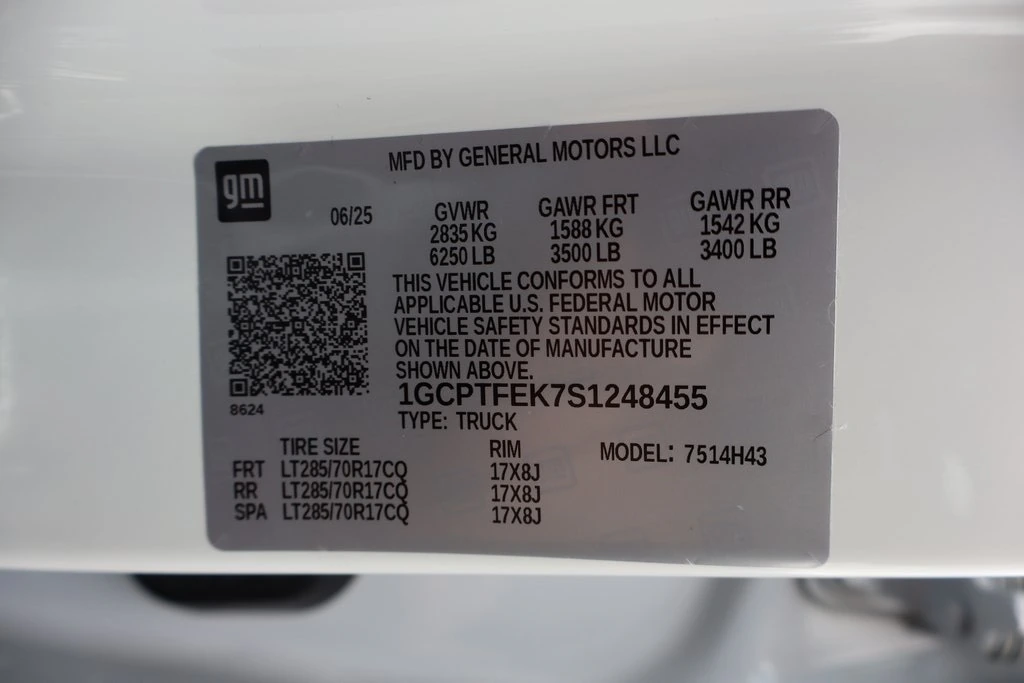 gm
MFD BY GENERAL MOTORS LLC
06/25
GVWR GAWR FRT GAWR RR
2835 KG 1588 KG 1542 KG
6250 LB 3500 LB 3400 LB
THIS VEHICLE CONFORMS TO ALL
APPLICABLE U.S. FEDERAL MOTOR
VEHICLE SAFETY STANDARDS IN EFFECT
ON THE DATE OF MANUFACTURE
SHOWN ABOVE.
1GCPTFEK7S1248455
8624
TYPE: TRUCK
TIRE SIZE RIM MODEL: 7514H43
FRT LT285/70R17CQ 17X8J
RR LT285/70R17CQ 17X8J
SPA LT285/70R17CQ 17X8J